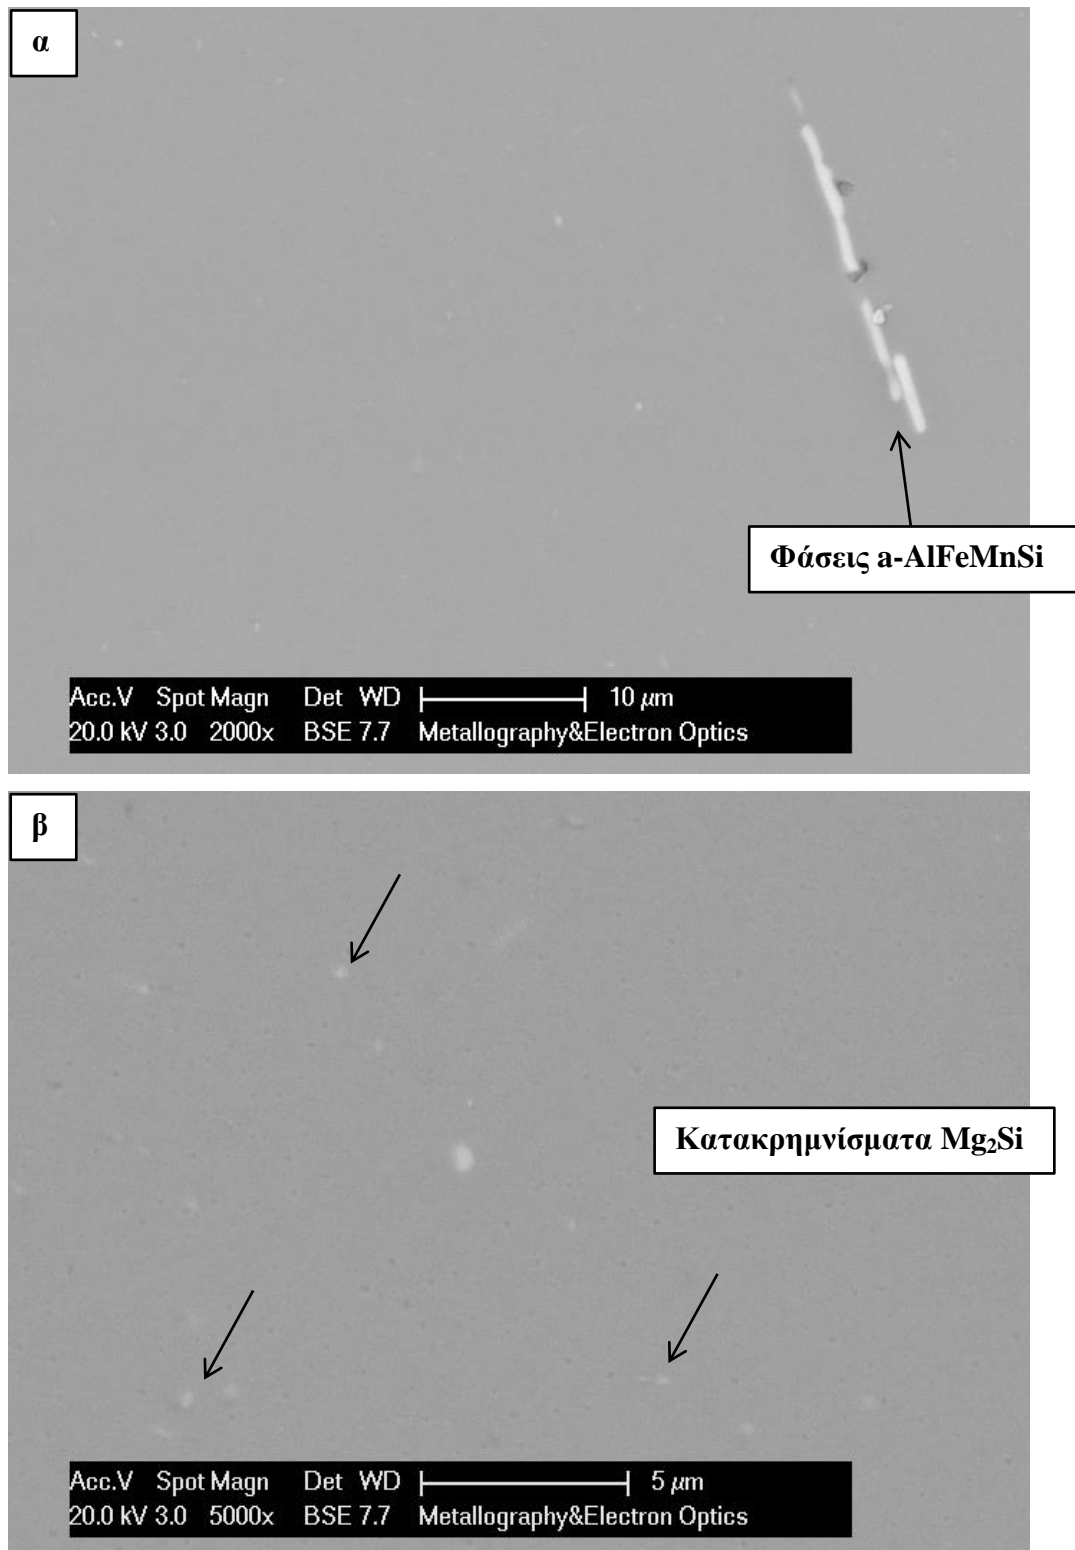 α
Φάσεις a-AlFeMnSi
Acc.V Spot Magn Det WD 10 μm
20.0 kV 3.0 2000x BSE 7.7 Metallography&Electron Optics
β
Κατακρημνίσματα Mg₂Si
Acc.V Spot Magn Det WD 5 μm
20.0 kV 3.0 5000x BSE 7.7 Metallography&Electron Optics